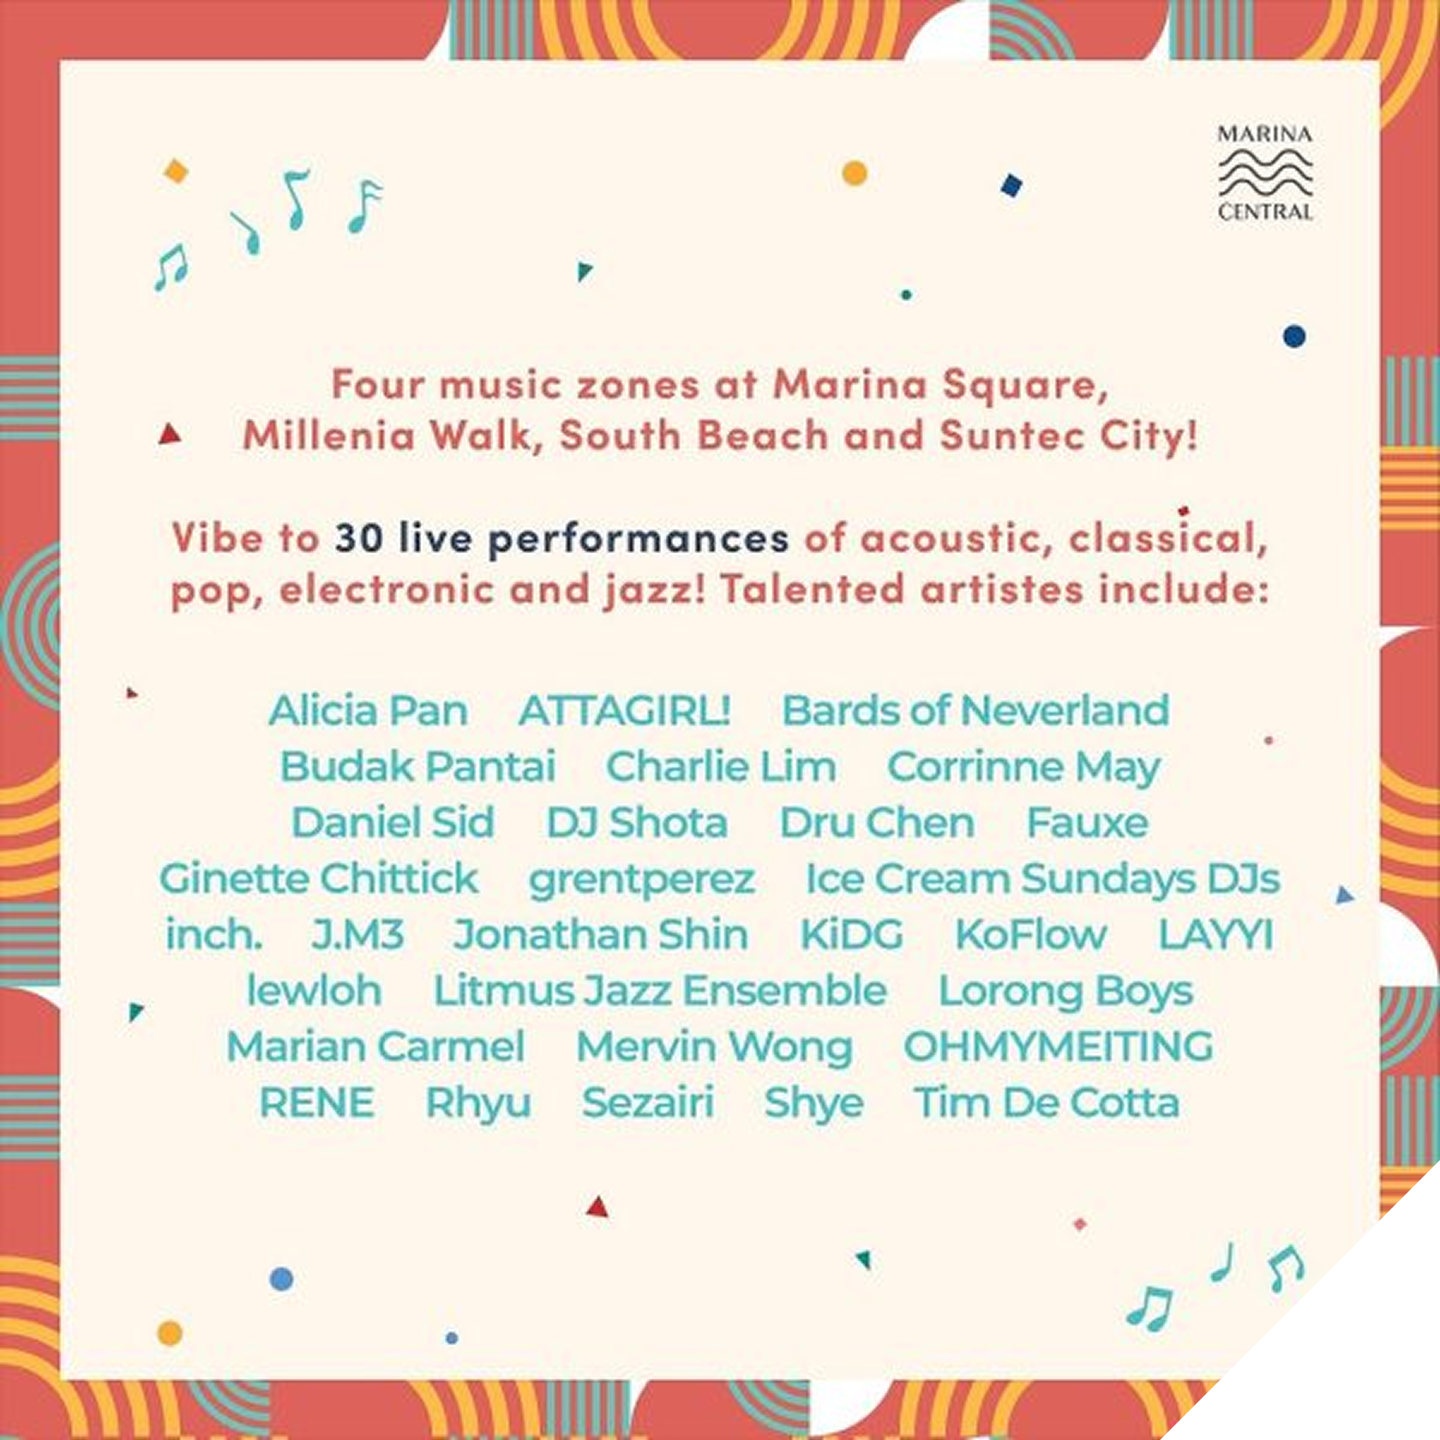 MARINA
CENTRAL
Four music zones at Marina Square,
Millenia Walk, South Beach and Suntec City!
Vibe to 30 live performances of acoustic, classical,
pop, electronic and jazz! Talented artistes include:
Alicia Pan ATTAGIRL! Bards of Neverland
Budak Pantai Charlie Lim Corrinne May
Daniel Sid DJ Shota Dru Chen Fauxe
Ginette Chittick grentperez Ice Cream Sundays DJs
inch. J.M3 Jonathan Shin KiDG KoFlow LAYYI
lewloh Litmus Jazz Ensemble Lorong Boys
Marian Carmel Mervin Wong OHMYMEITING
RENE Rhyu Sezairi Shye Tim De Cotta